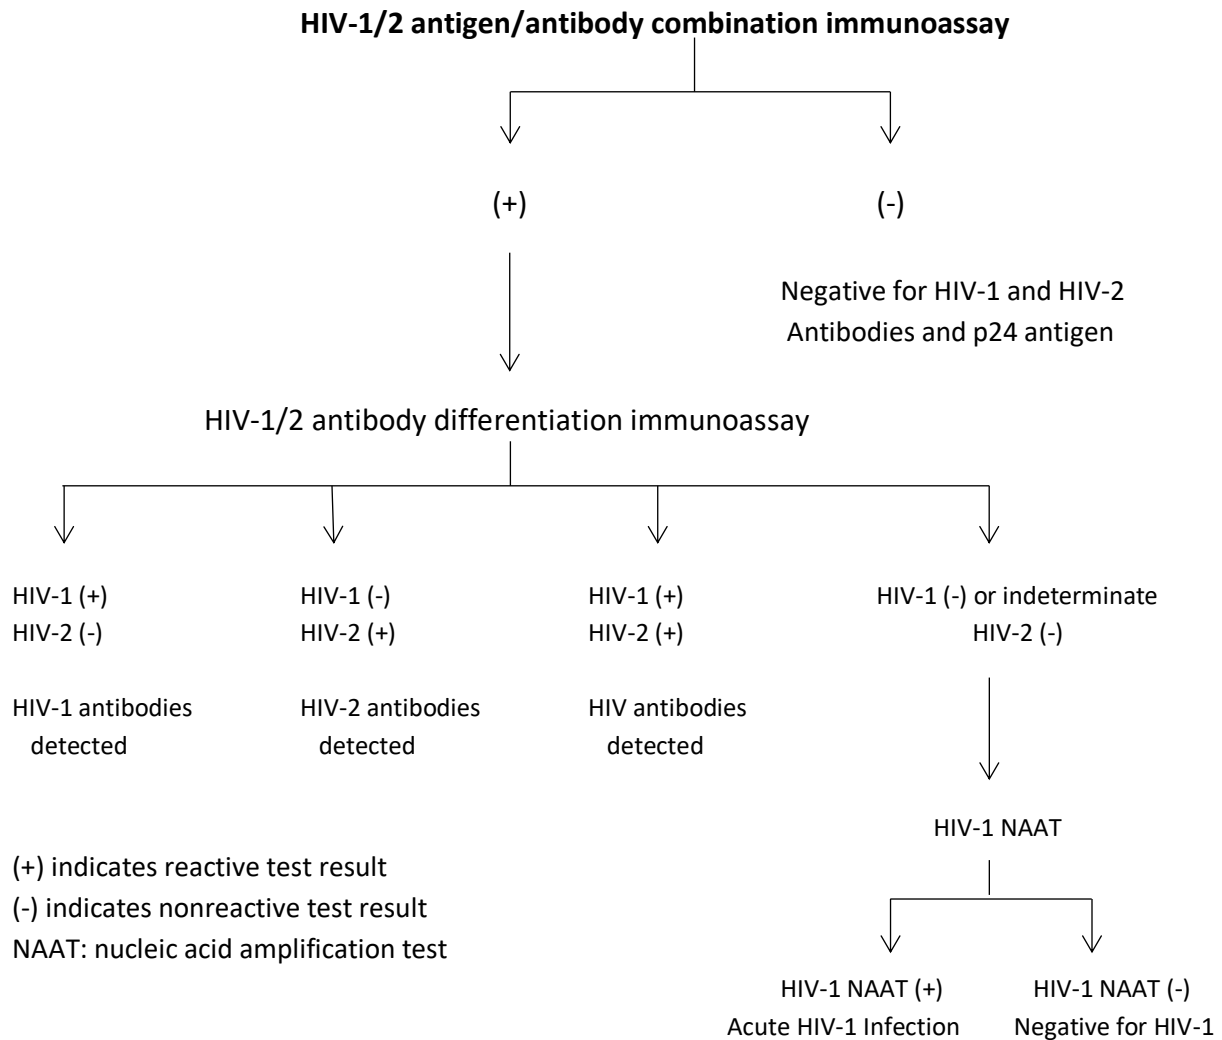 HIV-1/2 antigen/antibody combination immunoassay
(+)
(-)
Negative for HIV-1 and HIV-2
Antibodies and p24 antigen
HIV-1/2 antibody differentiation immunoassay
HIV-1 (+)
HIV-2 (-)
HIV-1 antibodies
detected
HIV-1 (-)
HIV-2 (+)
HIV-2 antibodies
detected
HIV-1 (+)
HIV-2 (+)
HIV antibodies
detected
HIV-1 (-) or indeterminate
HIV-2 (-)
HIV-1 NAAT
HIV-1 NAAT (+)
Acute HIV-1 Infection
HIV-1 NAAT (-)
Negative for HIV-1
(+) indicates reactive test result
(-) indicates nonreactive test result
NAAT: nucleic acid amplification test